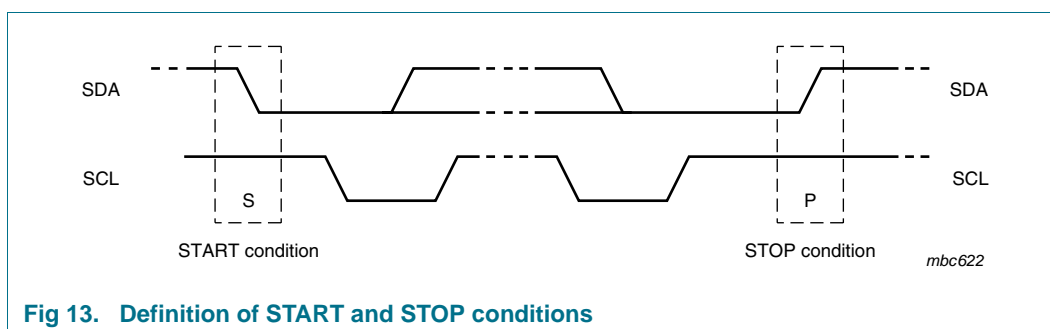 SDA SDA
SCL SCL
S P
START condition STOP condition
mbc622
Fig 13. Definition of START and STOP conditions